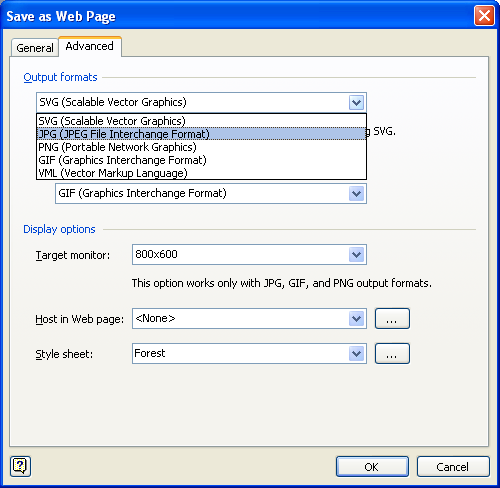 Save as Web Page
General
Advanced
Output formats
SVG (Scalable Vector Graphics)
SVG (Scalable Vector Graphics)
JPG (JPEG File Interchange Format)
g SVG.
PNG (Portable Network Graphics)
GIF (Graphics Interchange Format)
VML (Vector Markup Language)
GIF (Graphics Interchange Format)
Display options
Target monitor:
800x600
This option works only with JPG, GIF, and PNG output formats.
Host in Web page:
<None>
...
Style sheet:
Forest
...
?
OK
Cancel